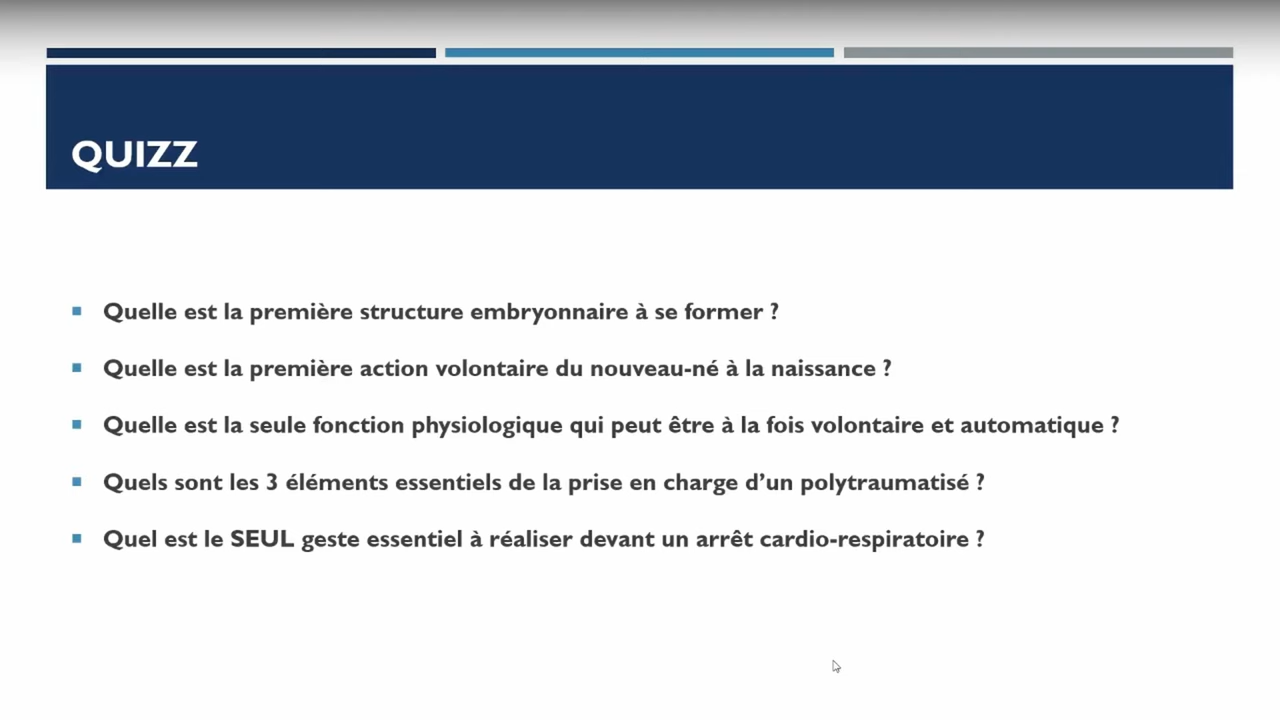 QUIZZ
Quelle est la première structure embryonnaire à se former ?
Quelle est la première action volontaire du nouveau-né à la naissance ?
Quelle est la seule fonction physiologique qui peut être à la fois volontaire et automatique ?
Quels sont les 3 éléments essentiels de la prise en charge d’un polytraumatisé ?
Quel est le SEUL geste essentiel à réaliser devant un arrêt cardio-respiratoire ?